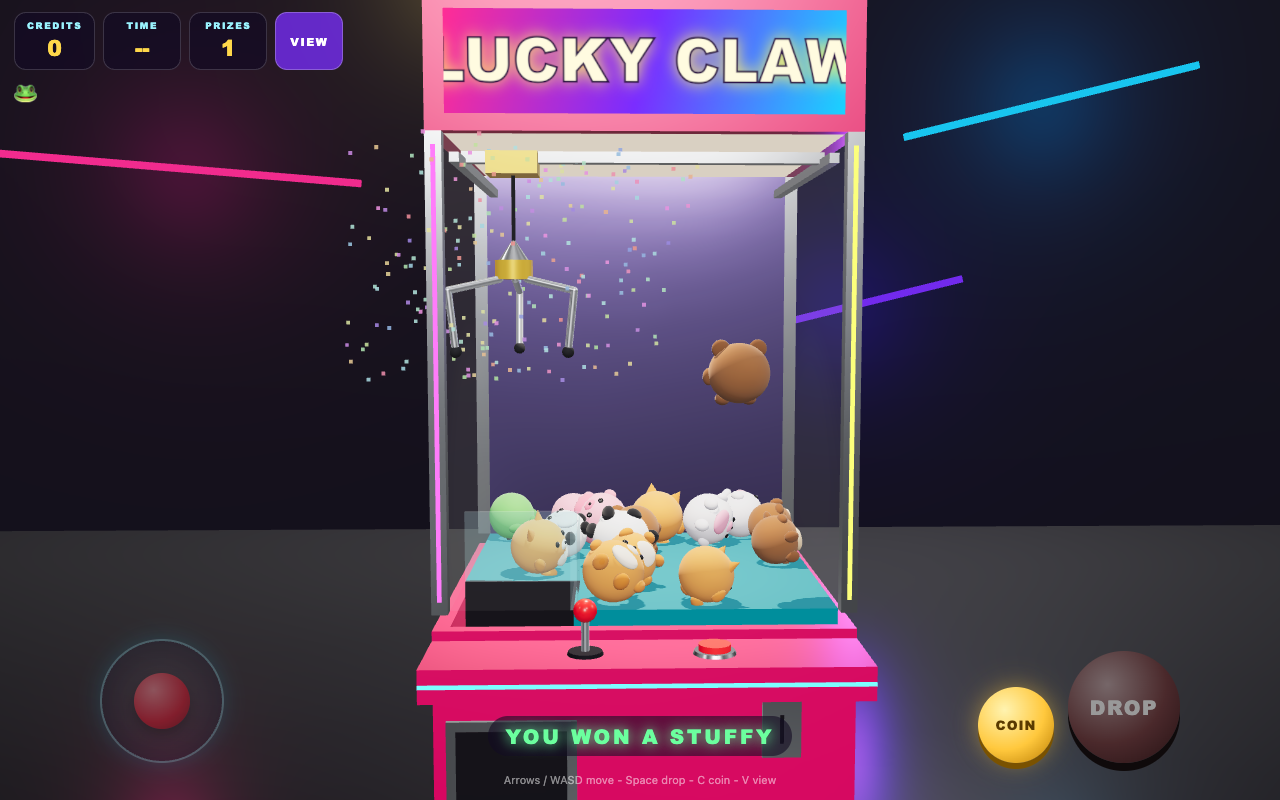 CREDITS
0
TIME
--
PRIZES
1
VIEW
LUCKY CLAW
COIN
DROP
YOU WON A STUFFY
Arrows / WASD move - Space drop - C coin - V view